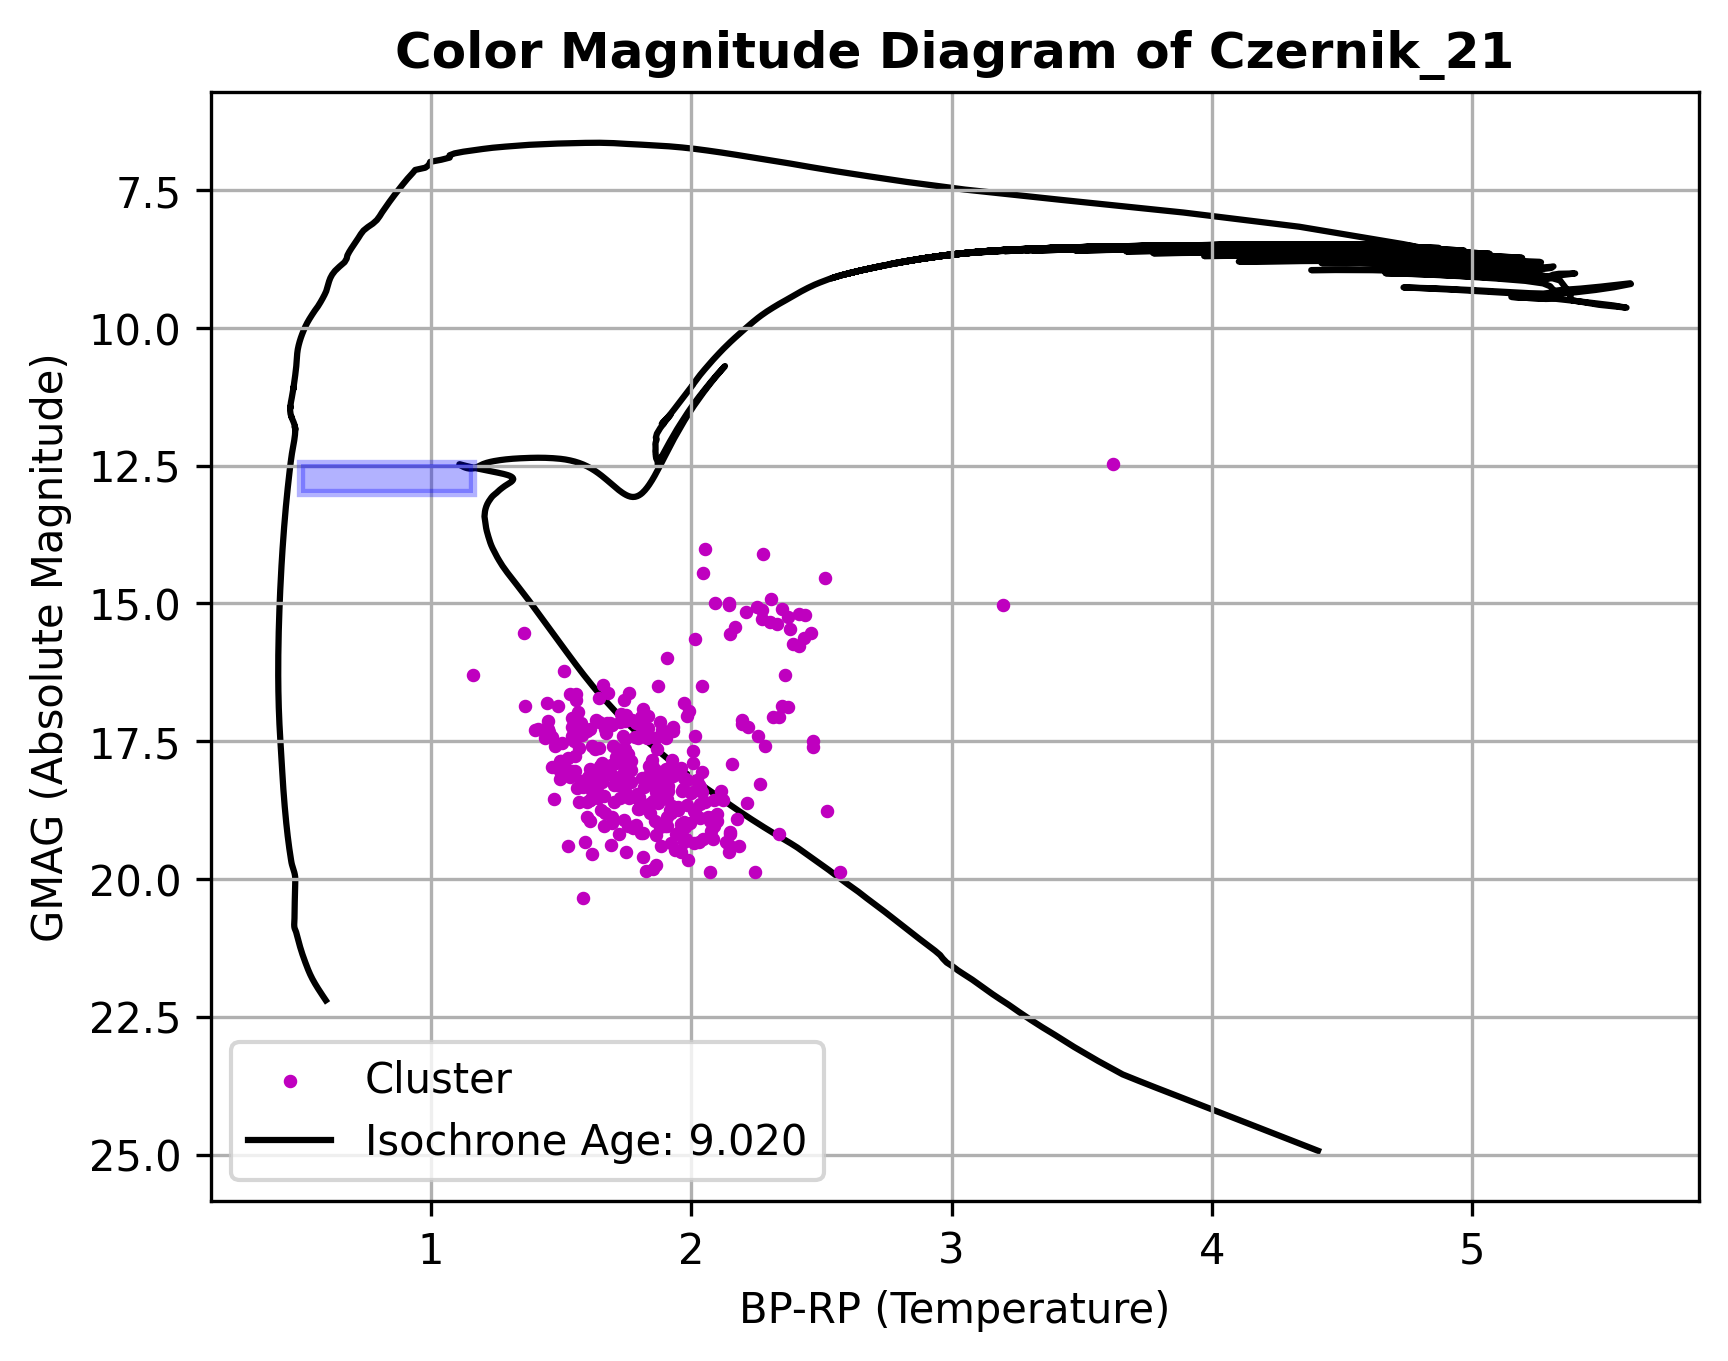 Color Magnitude Diagram of Czernik_21
GMAG (Absolute Magnitude)
7.5
10.0
12.5
15.0
17.5
20.0
22.5
25.0
Cluster
Isochrone Age: 9.020
1 2 3 4 5
BP-RP (Temperature)